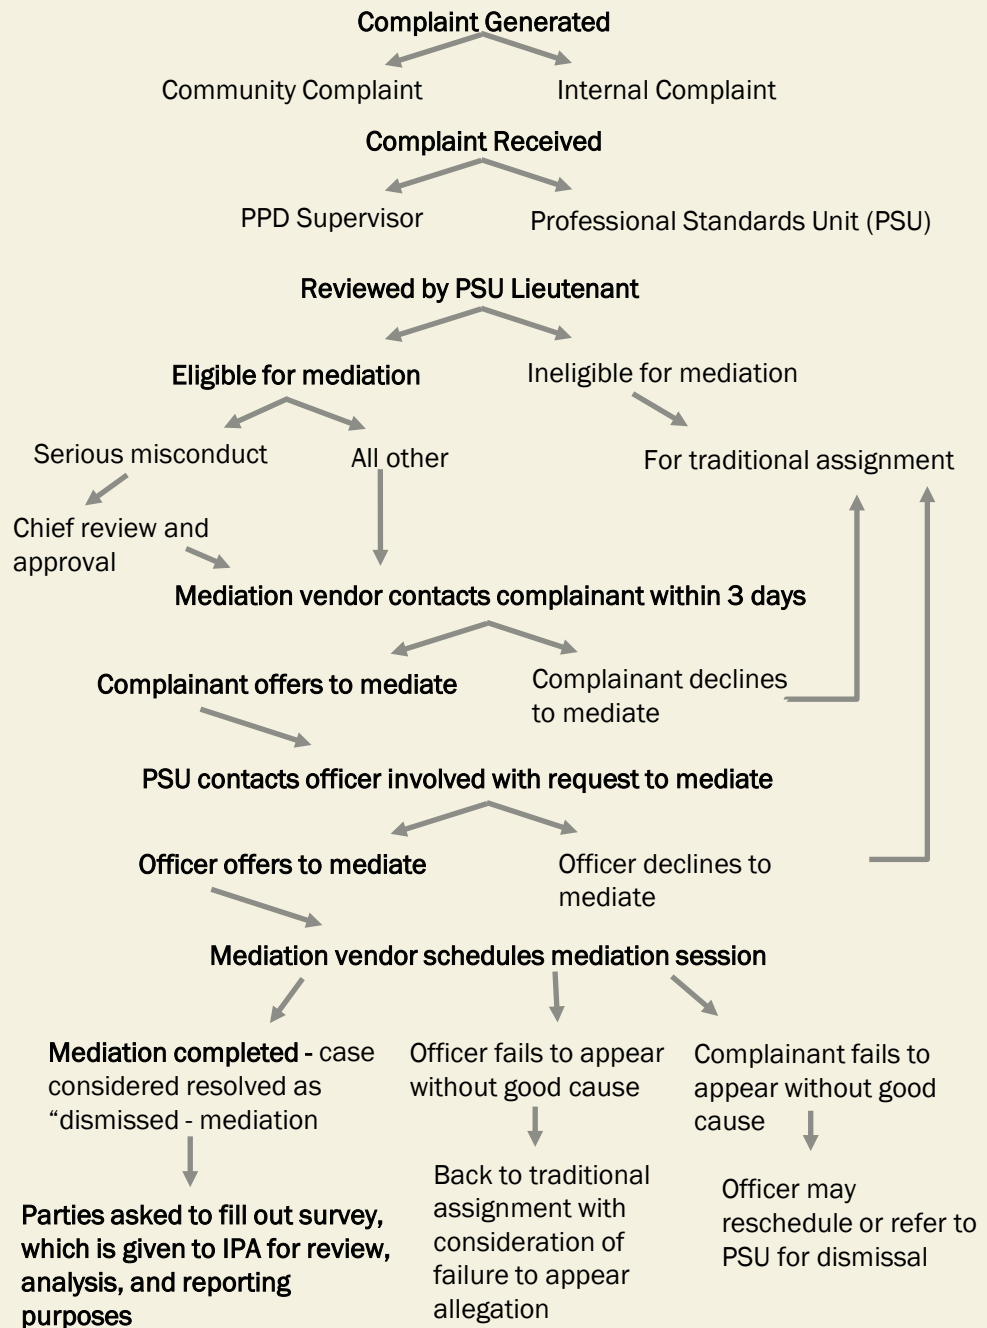 Complaint Generated
Community Complaint
Internal Complaint
Complaint Received
PPD Supervisor
Professional Standards Unit (PSU)
Reviewed by PSU Lieutenant
Eligible for mediation
Ineligible for mediation
Serious misconduct
All other
For traditional assignment
Chief review and
approval
Mediation vendor contacts complainant within 3 days
Complainant offers to mediate
Complainant declines
to mediate
PSU contacts officer involved with request to mediate
Officer offers to mediate
Officer declines to
mediate
Mediation vendor schedules mediation session
Mediation completed - case
considered resolved as
“dismissed - mediation
Officer fails to appear
without good cause
Complainant fails to
appear without good
cause
Parties asked to fill out survey,
which is given to IPA for review,
analysis, and reporting
purposes
Back to traditional
assignment with
consideration of
failure to appear
allegation
Officer may
reschedule or refer to
PSU for dismissal